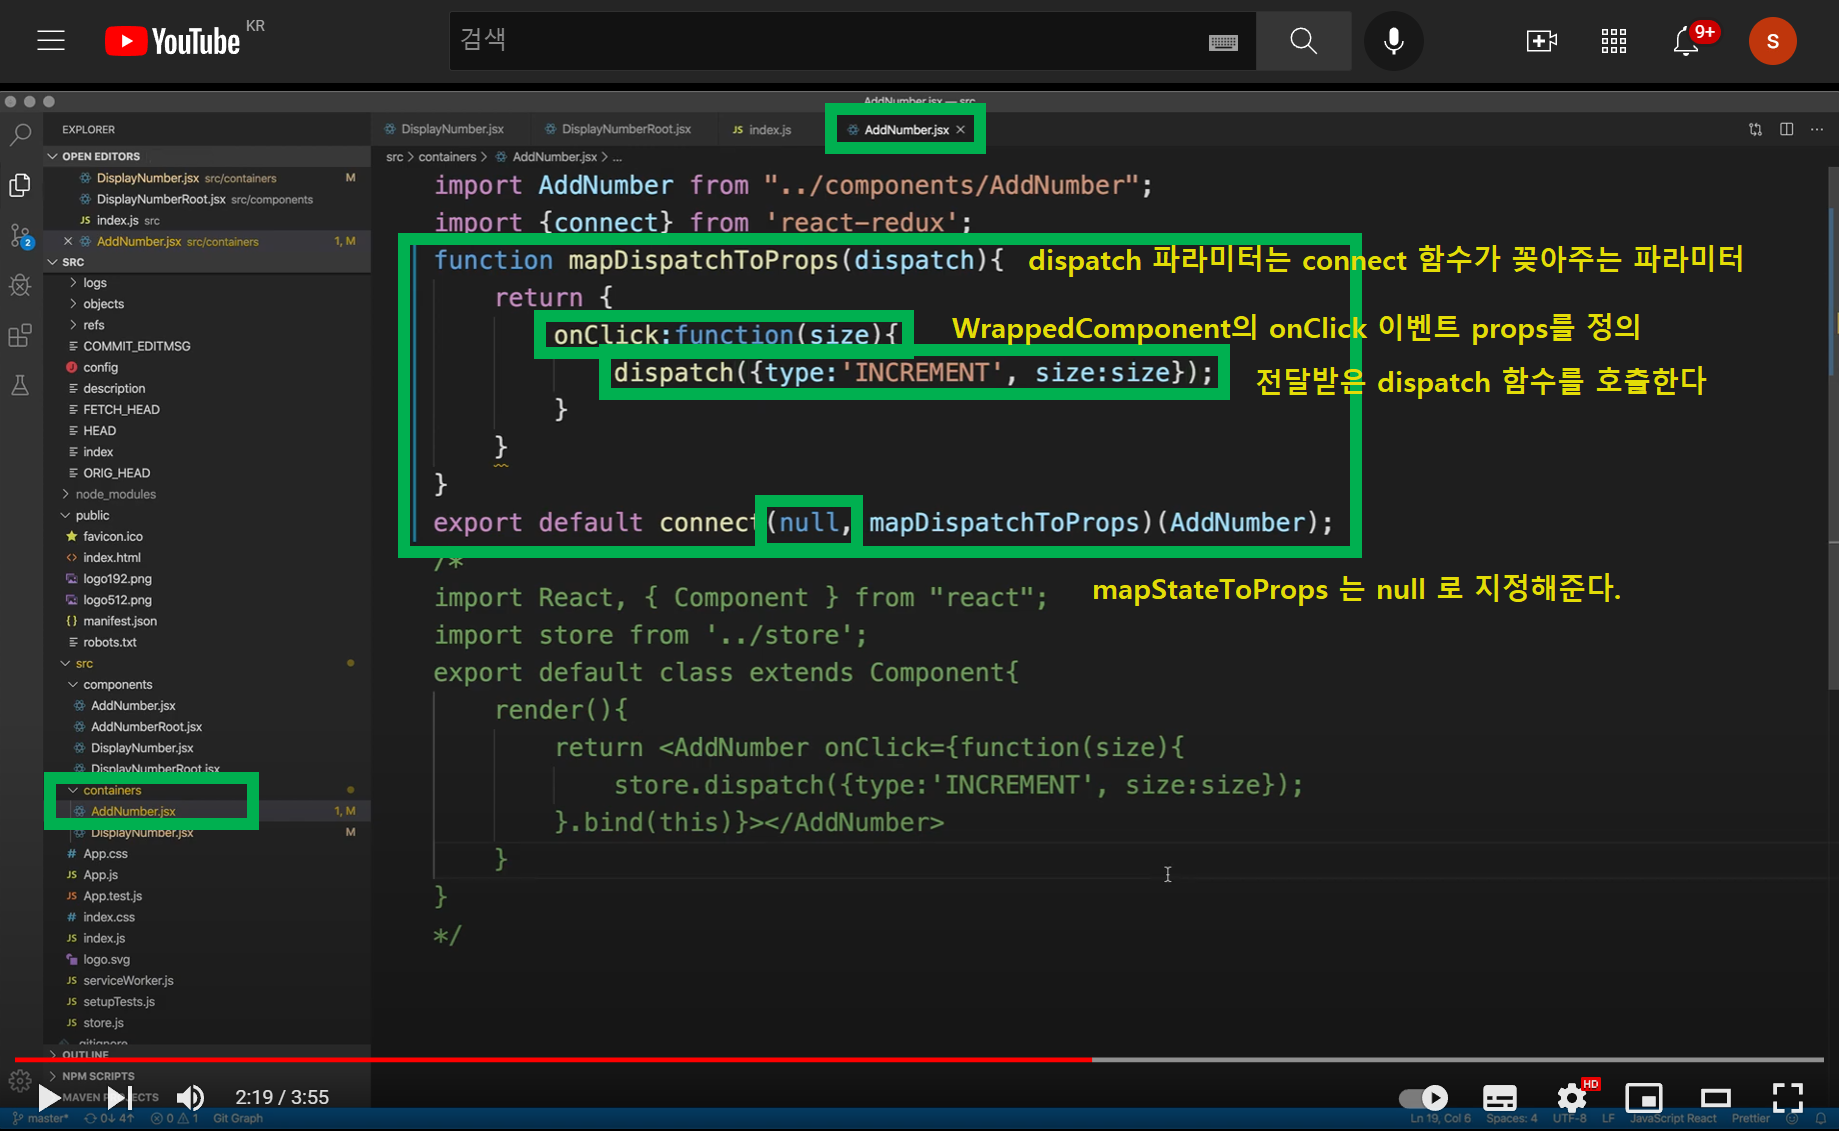 YouTube KR
검색
9+
S
AddNumber.jsx — src
EXPLORER
DisplayNumber.jsx
DisplayNumberRoot.jsx
JS index.js
AddNumber.jsx ×
OPEN EDITORS
src > containers > AddNumber.jsx > ...
DisplayNumber.jsx src/containers M
DisplayNumberRoot.jsx src/components
JS index.js src
× AddNumber.jsx src/containers 1, M
2
SRC
logs
objects
refs
COMMIT_EDITMSG
config
description
FETCH_HEAD
HEAD
index
ORIG_HEAD
node_modules
public
favicon.ico
index.html
logo192.png
logo512.png
manifest.json
robots.txt
src
components
AddNumber.jsx
AddNumberRoot.jsx
DisplayNumber.jsx
DisplayNumberRoot.jsx
containers
AddNumber.jsx 1, M
DisplayNumber.jsx M
# App.css
JS App.js
JS App.test.js
# index.css
JS index.js
logo.svg
JS serviceWorker.js
JS setupTests.js
JS store.js
.gitignore
OUTLINE
NPM SCRIPTS
MAVEN PROJECTS
import AddNumber from "../components/AddNumber";
import {connect} from 'react-redux';
function mapDispatchToProps(dispatch){ dispatch 파라미터는 connect 함수가 꽂아주는 파라미터
return {
onClick:function(size){ WrappedComponent의 onClick 이벤트 props를 정의
dispatch({type:'INCREMENT', size:size}); 전달받은 dispatch 함수를 호출한다
}
}
}
export default connect(null, mapDispatchToProps)(AddNumber);
/*
mapStateToProps 는 null 로 지정해준다.
import React, { Component } from "react";
import store from '../store';
export default class extends Component{
render(){
return <AddNumber onClick={function(size){
store.dispatch({type:'INCREMENT', size:size});
}.bind(this)}></AddNumber>
}
}
*/
2:19 / 3:55
HD
master* 0↓ 4↑ 0 1 Git Graph
Ln 19, Col 6 Spaces: 4 UTF-8 LF JavaScript React Prettier